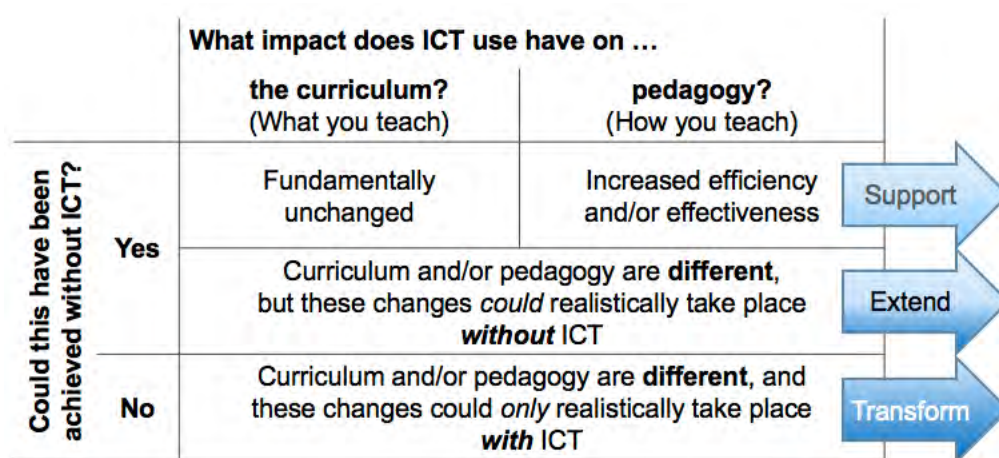 What impact does ICT use have on …
the curriculum?
(What you teach)
pedagogy?
(How you teach)
Could this have been
achieved without ICT?
Yes
Fundamentally
unchanged
Increased efficiency
and/or effectiveness
Support
Curriculum and/or pedagogy are different,
but these changes could realistically take place
without ICT
Extend
No
Curriculum and/or pedagogy are different, and
these changes could only realistically take place
with ICT
Transform